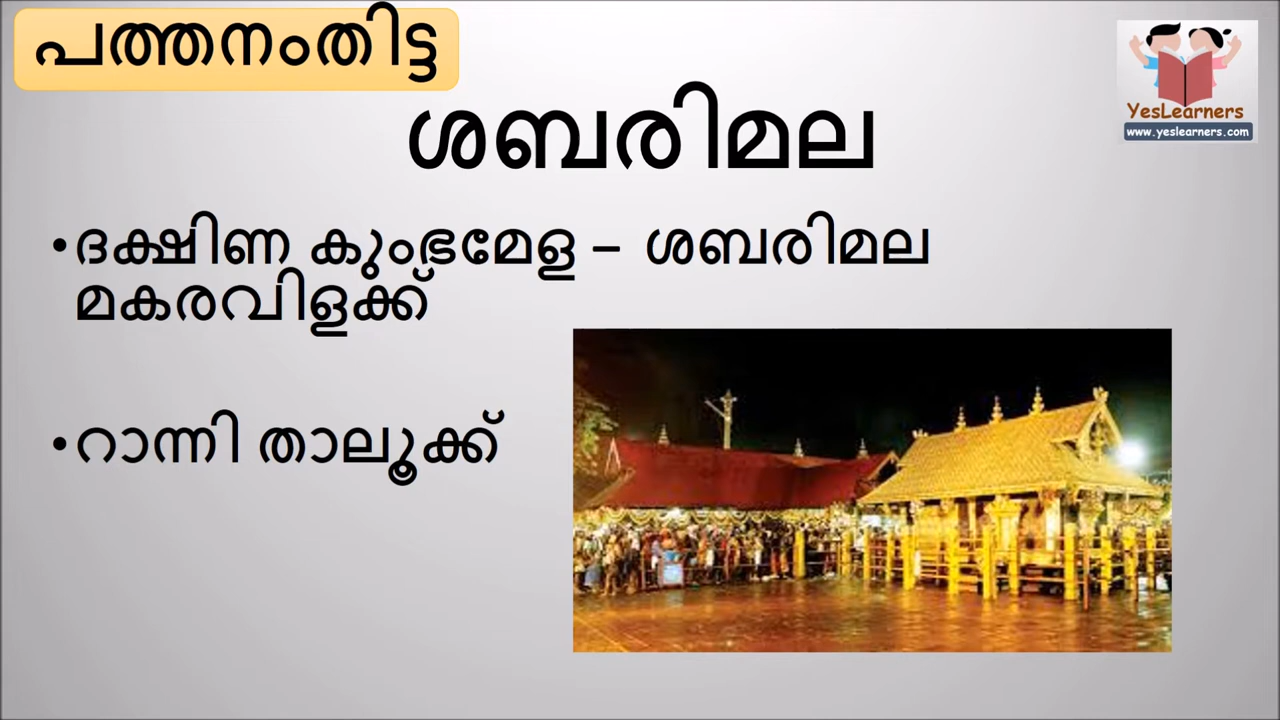 പത്തനംതിട്ട
YesLearners
www.yeslearners.com
ശബരിമല
•ദക്ഷിണ കുംഭമേള – ശബരിമല
മകരവിളക്ക്
•റാന്നി താലൂക്ക്